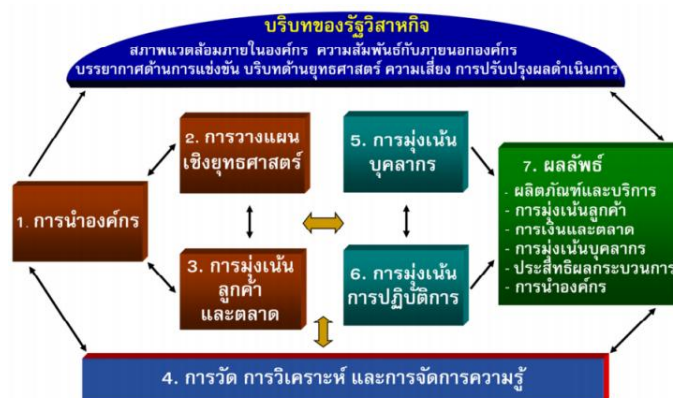 บริบทของรัฐวิสาหกิจ
สภาพแวดล้อมภายในองค์กร ความสัมพันธ์กับภายนอกองค์กร
บรรยากาศด้านการแข่งขัน บริบทด้านยุทธศาสตร์ ความเสี่ยง การปรับปรุงผลดำเนินการ
1. การนำองค์กร
2. การวางแผน
เชิงยุทธศาสตร์
3. การมุ่งเน้น
ลูกค้า
และตลาด
5. การมุ่งเน้น
บุคลากร
6. การมุ่งเน้น
การปฏิบัติการ
7. ผลลัพธ์
- ผลิตภัณฑ์และบริการ
- การมุ่งเน้นลูกค้า
- การเงินและตลาด
- การมุ่งเน้นบุคลากร
- ประสิทธิผลกระบวนการ
- การนำองค์กร
4. การวัด การวิเคราะห์ และการจัดการความรู้